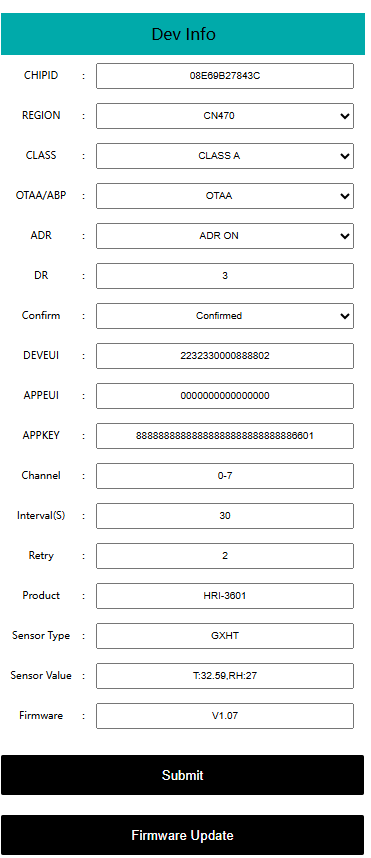 Dev Info
CHIPID : 08E69B27843C
REGION : CN470
CLASS : CLASS A
OTAA/ABP : OTAA
ADR : ADR ON
DR : 3
Confirm : Confirmed
DEVEUI : 2232330000888802
APPEUI : 0000000000000000
APPKEY : 88888888888888888888888888886601
Channel : 0-7
Interval(S) : 30
Retry : 2
Product : HRI-3601
Sensor Type : GXHT
Sensor Value : T:32.59,RH:27
Firmware : V1.07
Submit
Firmware Update